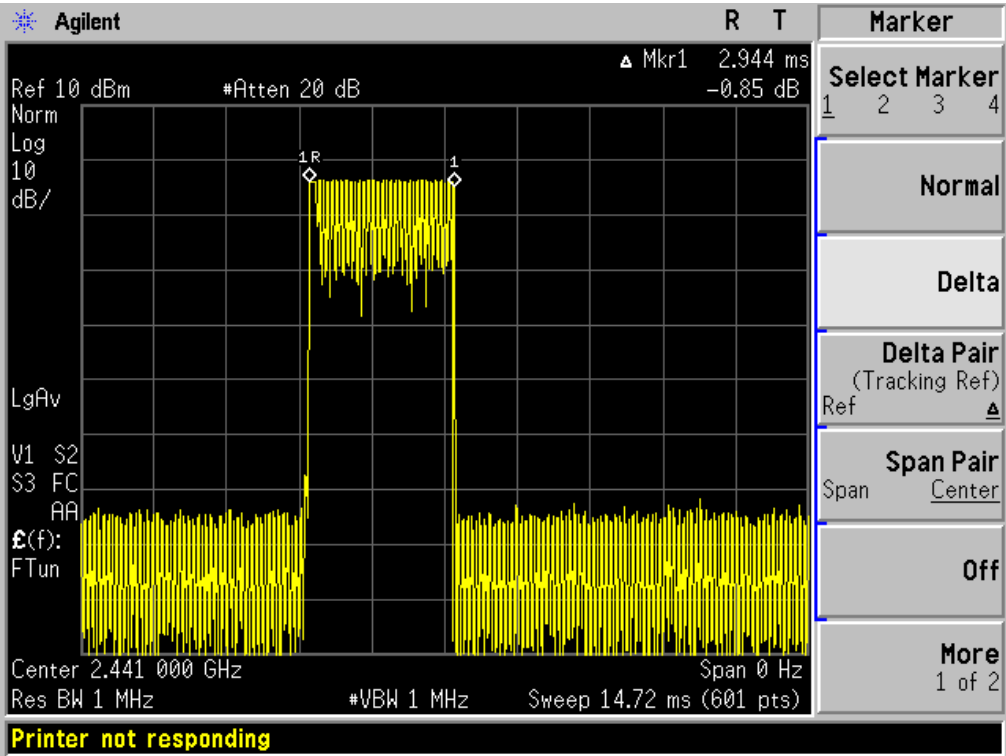 Agilent R T
Δ Mkr1 2.944 ms
Ref 10 dBm #Atten 20 dB -0.85 dB
Norm
Log
10
dB/
1R
1
LgAv
V1 S2
S3 FC
AA
£(f):
FTun
Center 2.441 000 GHz Span 0 Hz
Res BW 1 MHz #VBW 1 MHz Sweep 14.72 ms (601 pts)
Printer not responding
Marker
Select Marker
1 2 3 4
Normal
Delta
Delta Pair
(Tracking Ref)
Ref Δ
Span Pair
Span Center
Off
More
1 of 2